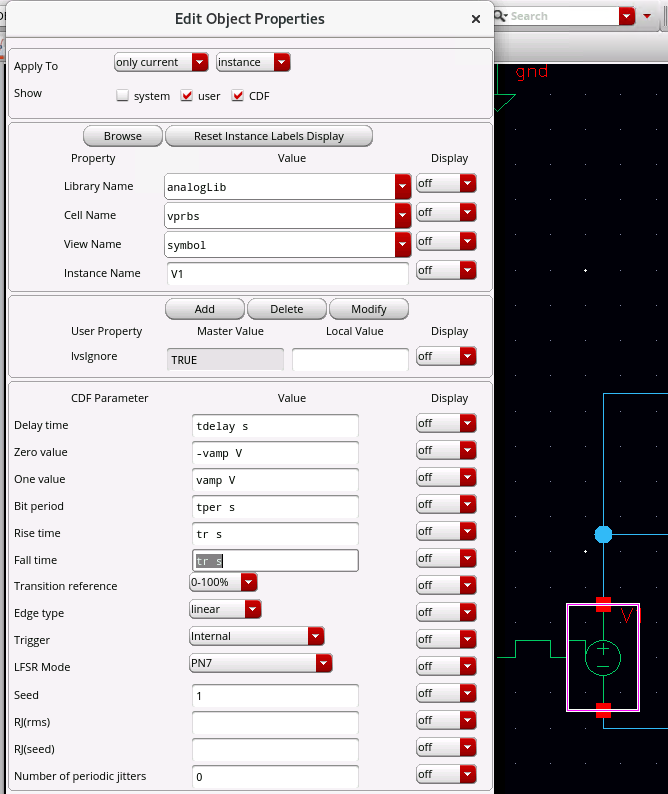 Edit Object Properties
Search
Apply To only current instance
Show system user CDF
gnd
Browse Reset Instance Labels Display
Property Value Display
Library Name analogLib off
Cell Name vprbs off
View Name symbol off
Instance Name V1 off
Add Delete Modify
User Property Master Value Local Value Display
lvsIgnore TRUE off
CDF Parameter Value Display
Delay time tdelay s off
Zero value -vamp V off
One value vamp V off
Bit period tper s off
Rise time tr s off
Fall time tr s off
Transition reference 0-100% off
Edge type linear off
Trigger Internal off
LFSR Mode PN7 off
Seed 1 off
RJ(rms) off
RJ(seed) off
Number of periodic jitters 0 off